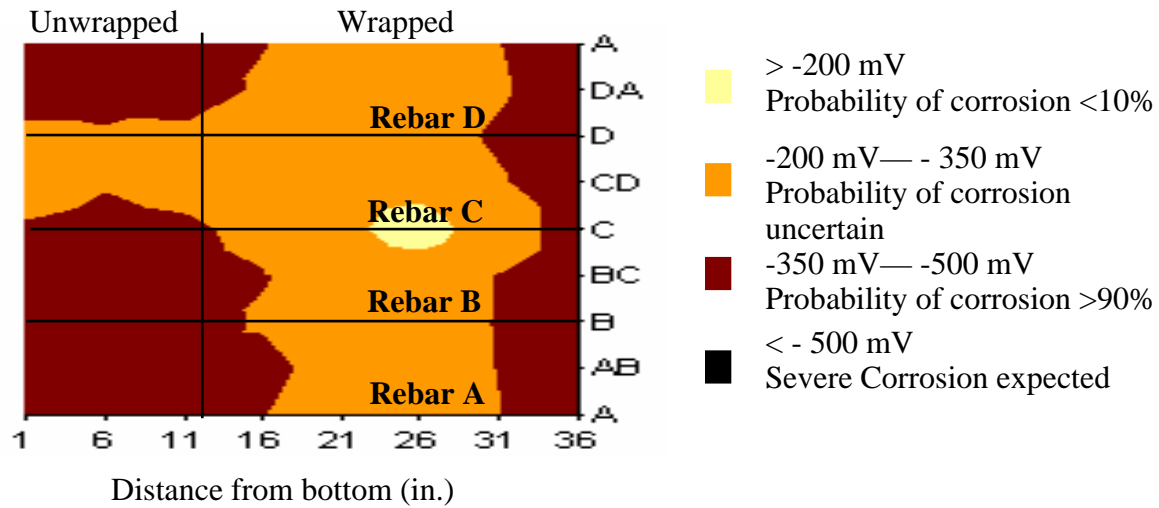 Unwrapped
Wrapped
A
DA
Rebar D
D
CD
Rebar C
C
BC
Rebar B
B
AB
Rebar A
A
1 6 11 16 21 26 31 36
Distance from bottom (in.)
> -200 mV
Probability of corrosion <10%
-200 mV— - 350 mV
Probability of corrosion
uncertain
-350 mV— -500 mV
Probability of corrosion >90%
< - 500 mV
Severe Corrosion expected